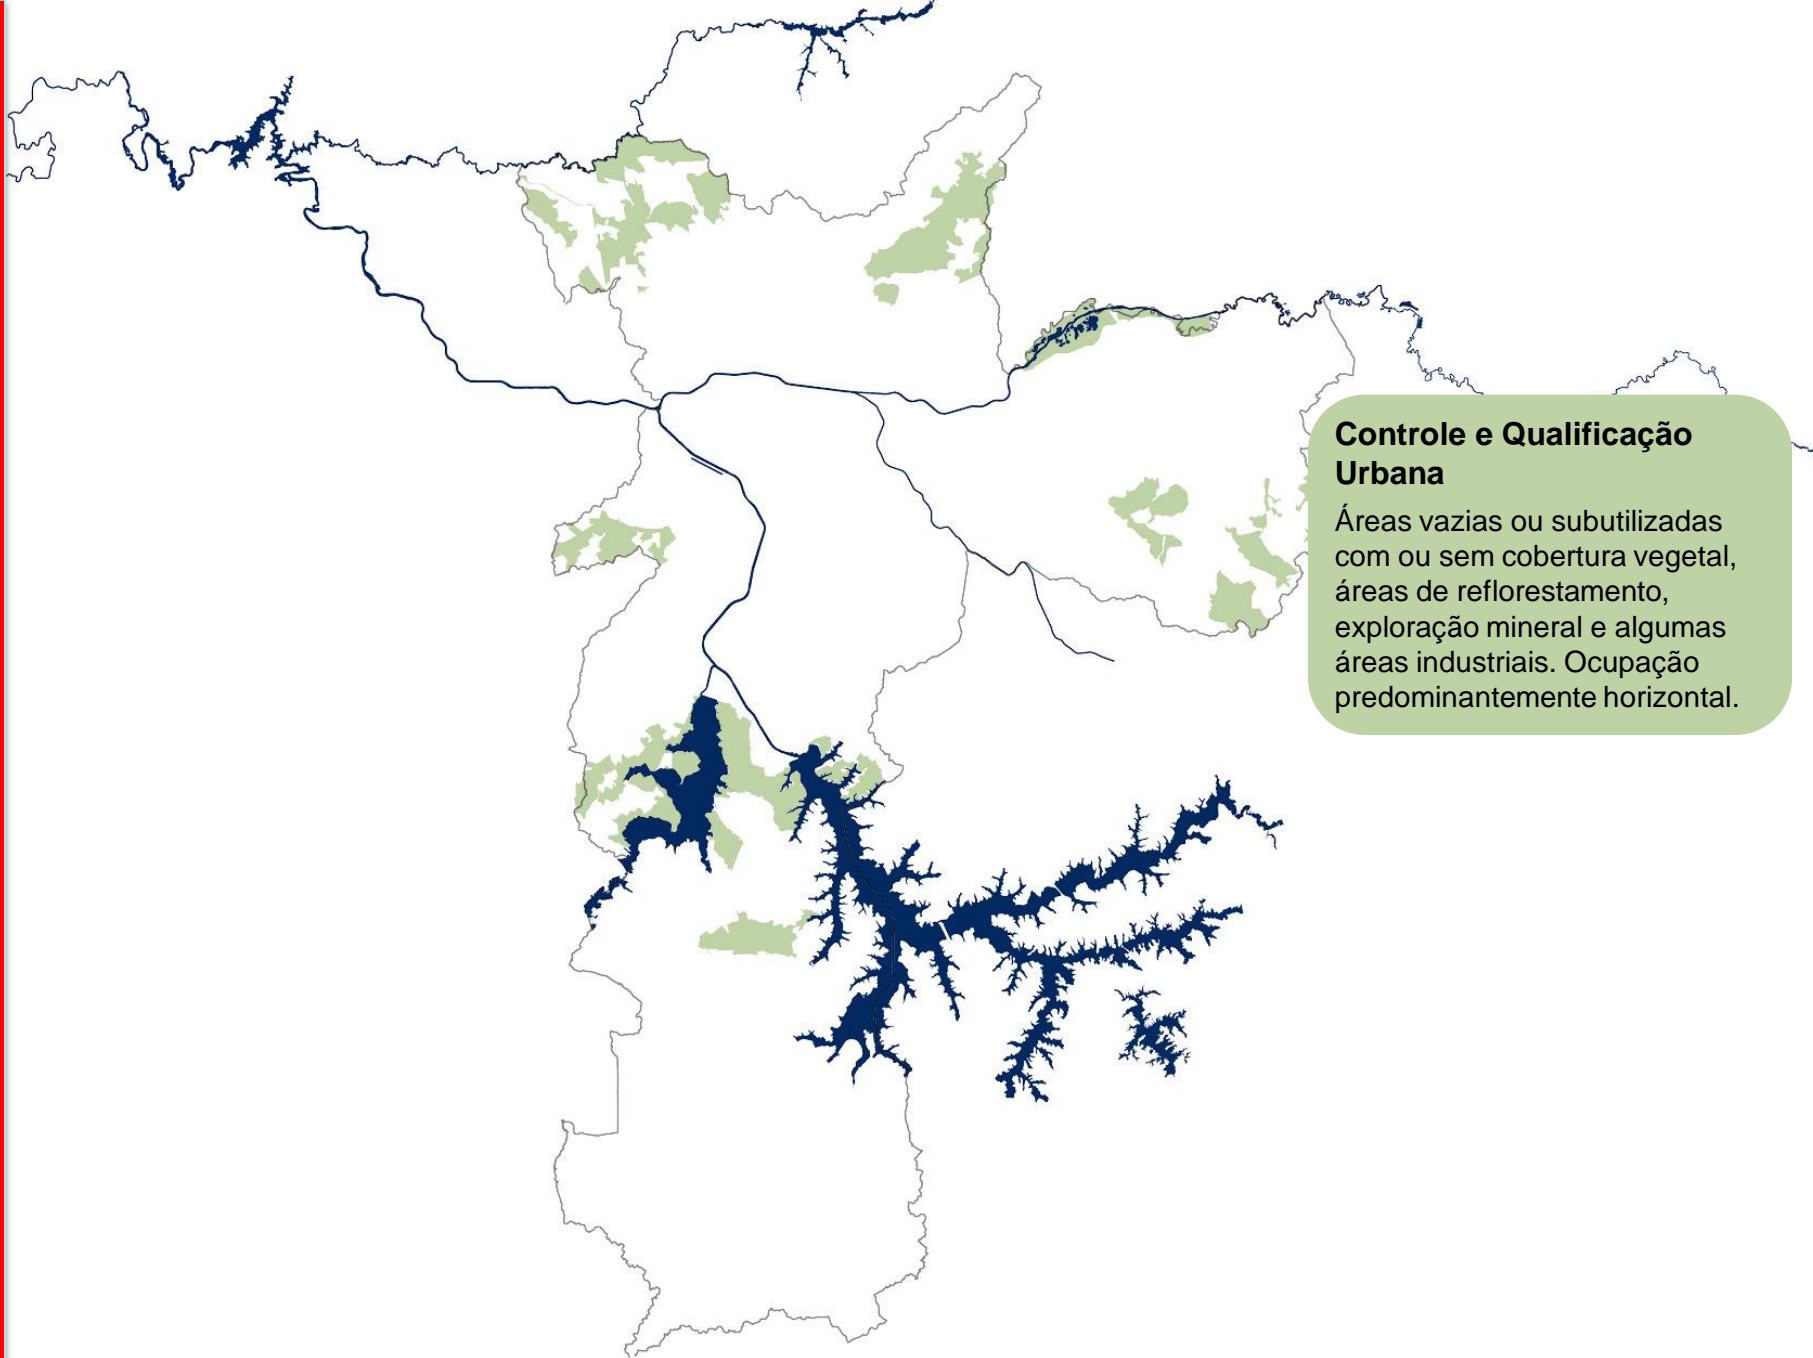 Controle e Qualificação
Urbana
Áreas vazias ou subutilizadas
com ou sem cobertura vegetal,
áreas de reflorestamento,
exploração mineral e algumas
áreas industriais. Ocupação
predominantemente horizontal.